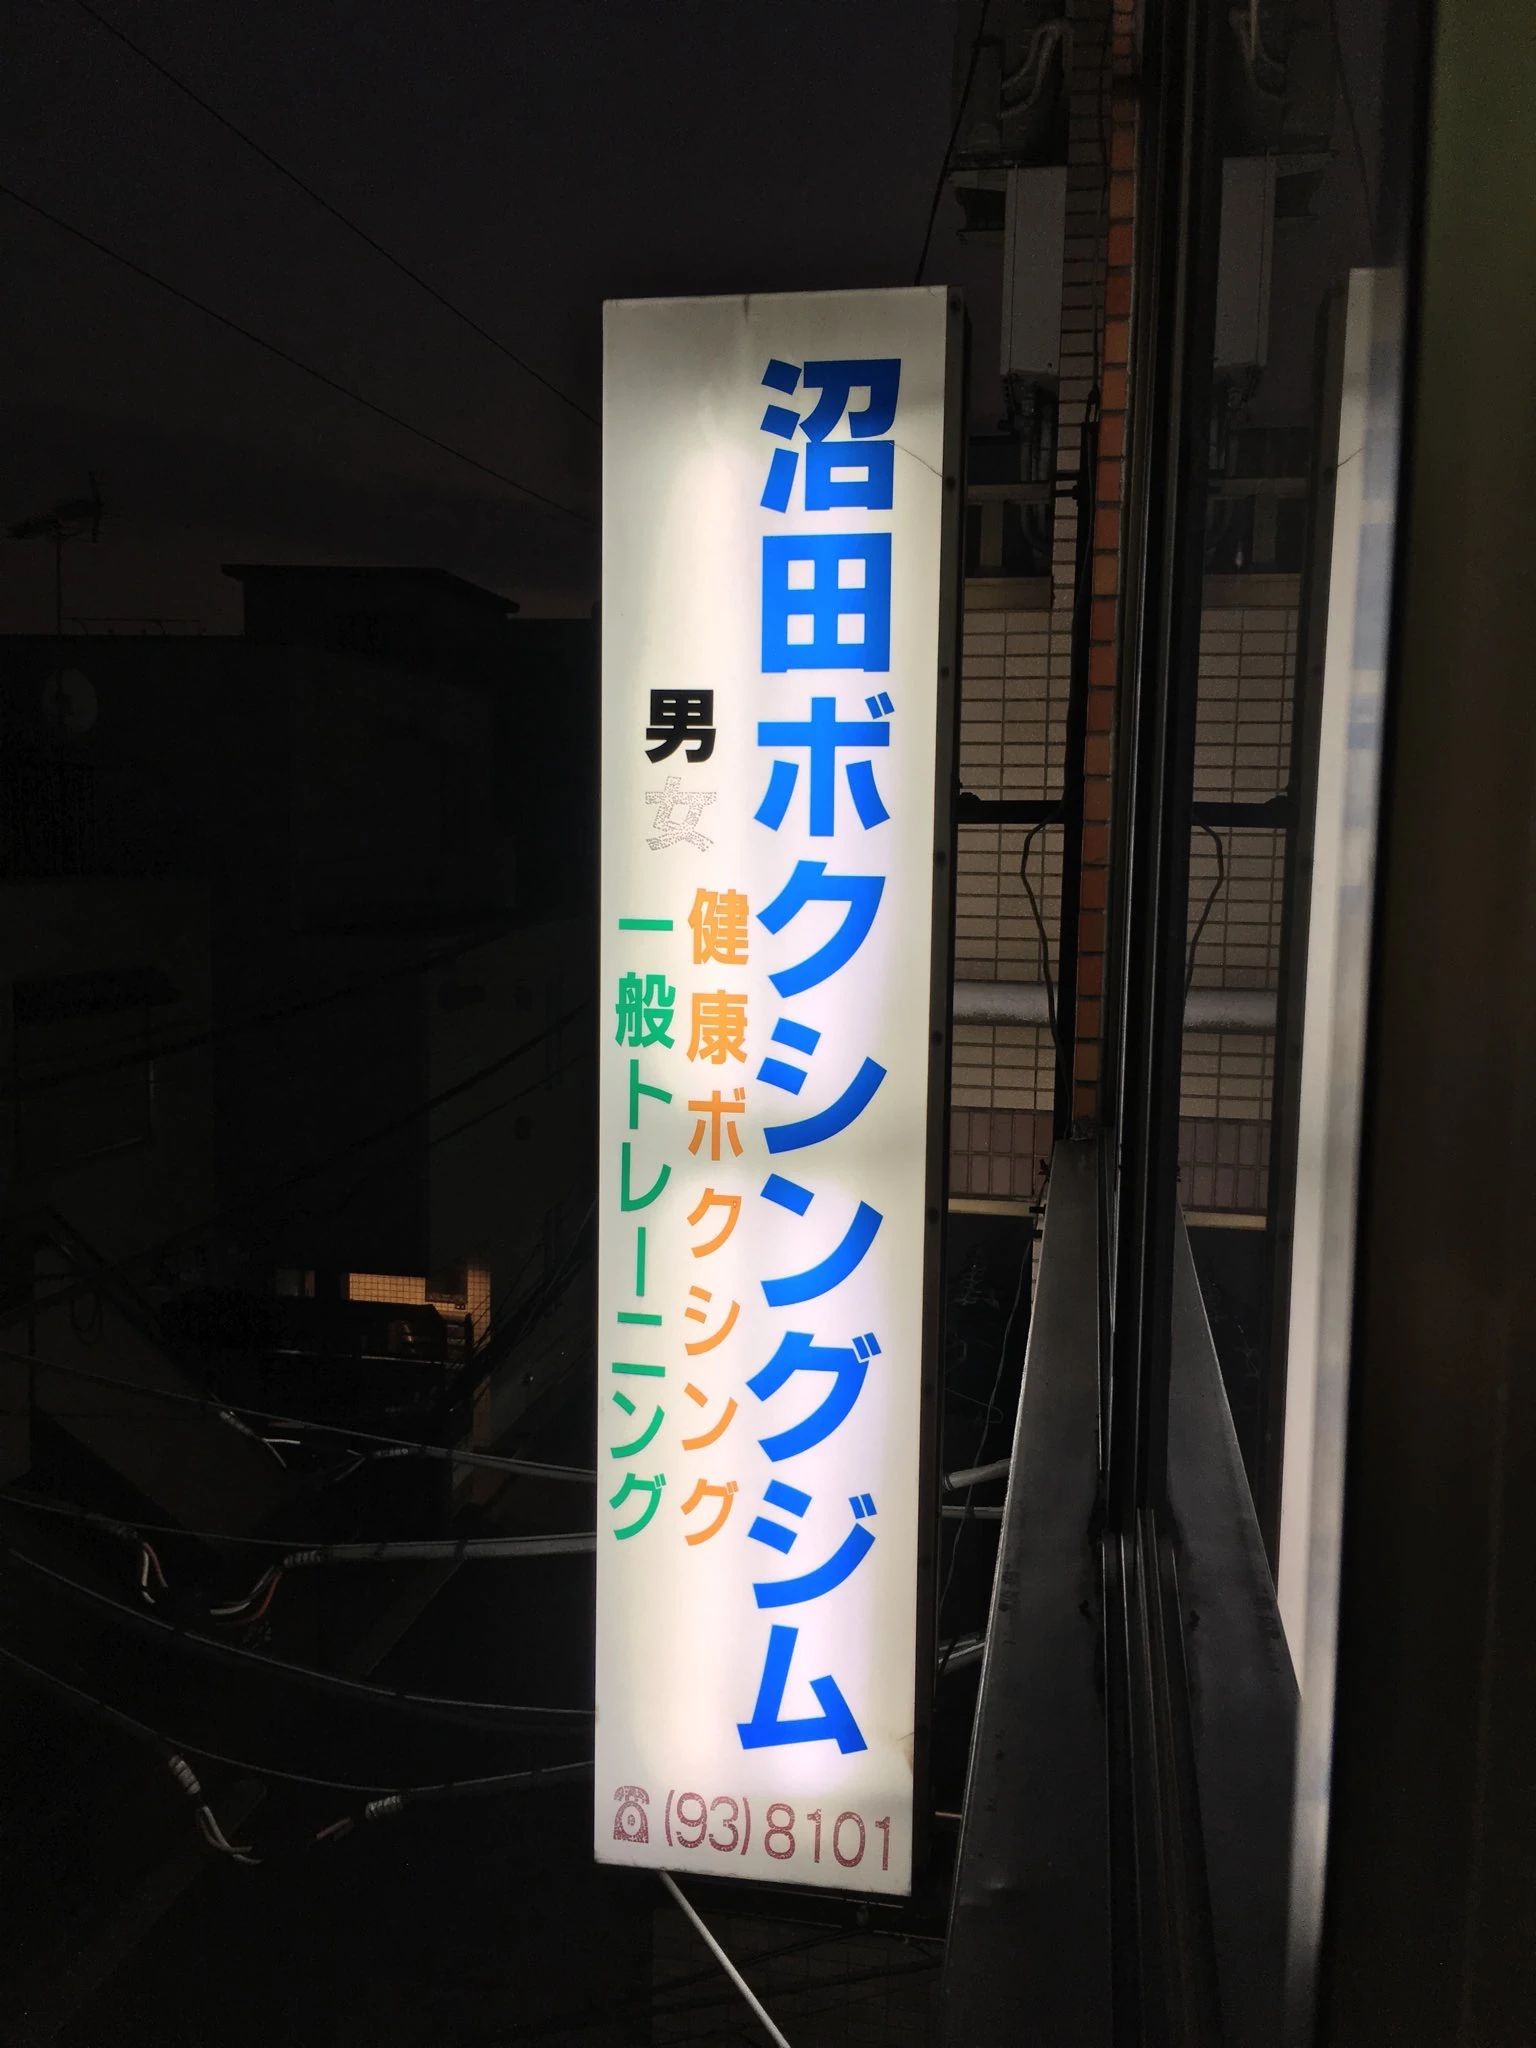 沼田ボクシングジム
男女
健康ボクシング
一般トレーニング
☎(93)8101